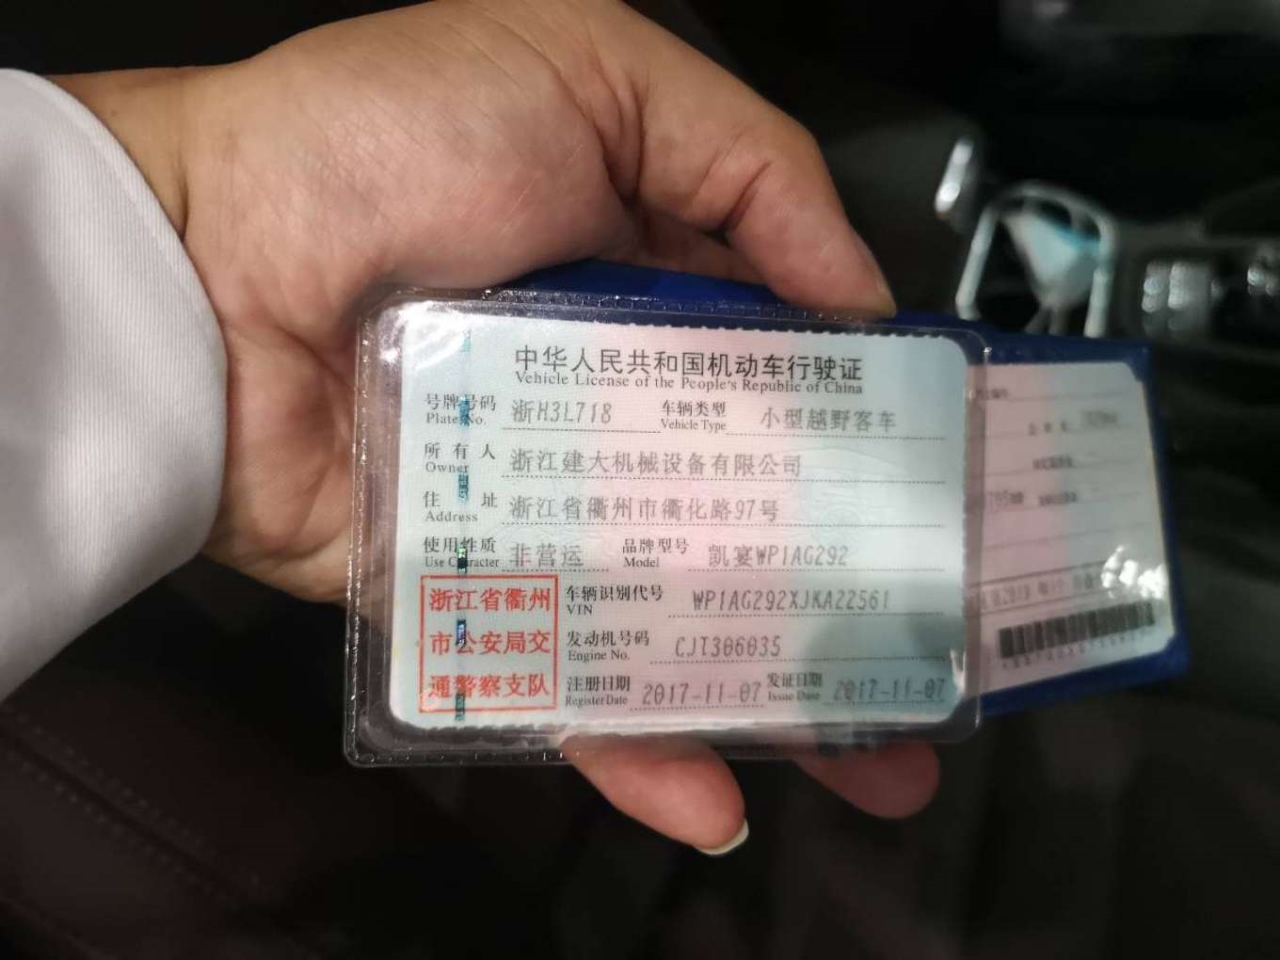 中华人民共和国机动车行驶证
Vehicle License of the People's Republic of China
号牌号码 浙H3L718 车辆类型 小型越野客车
Plate No. Vehicle Type
所有人 浙江建大机械设备有限公司
Owner
住址 浙江省衢州市衢化路97号
Address
使用性质 非营运 品牌型号 凯宴WP1AG292
Use Character Model
浙江省衢州
市公安局交
通警察支队
车辆识别代号 WP1AG292XJKA22561
VIN
发动机号码 CJT306035
Engine No.
注册日期 2017-11-07 发证日期 2017-11-07
Register Date Issue Date